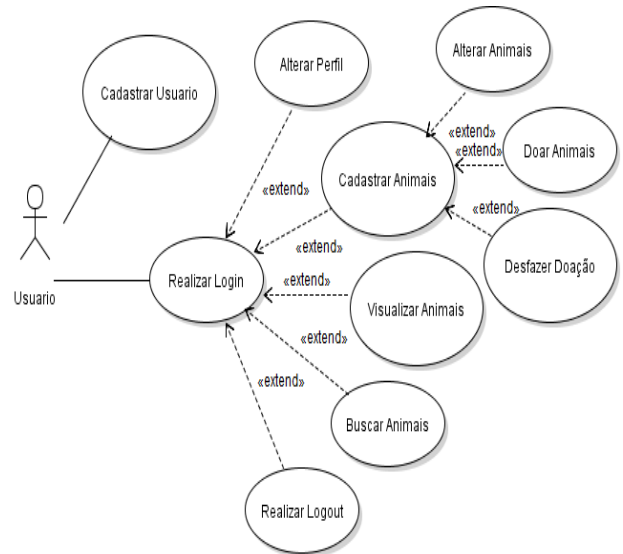 Alterar Perfil
Alterar Animais
Cadastrar Usuario
«extend»
«extend»
Doar Animais
Cadastrar Animais
«extend»
«extend»
«extend»
Desfazer Doação
Realizar Login
«extend»
Usuario
Visualizar Animais
«extend»
«extend»
Buscar Animais
Realizar Logout